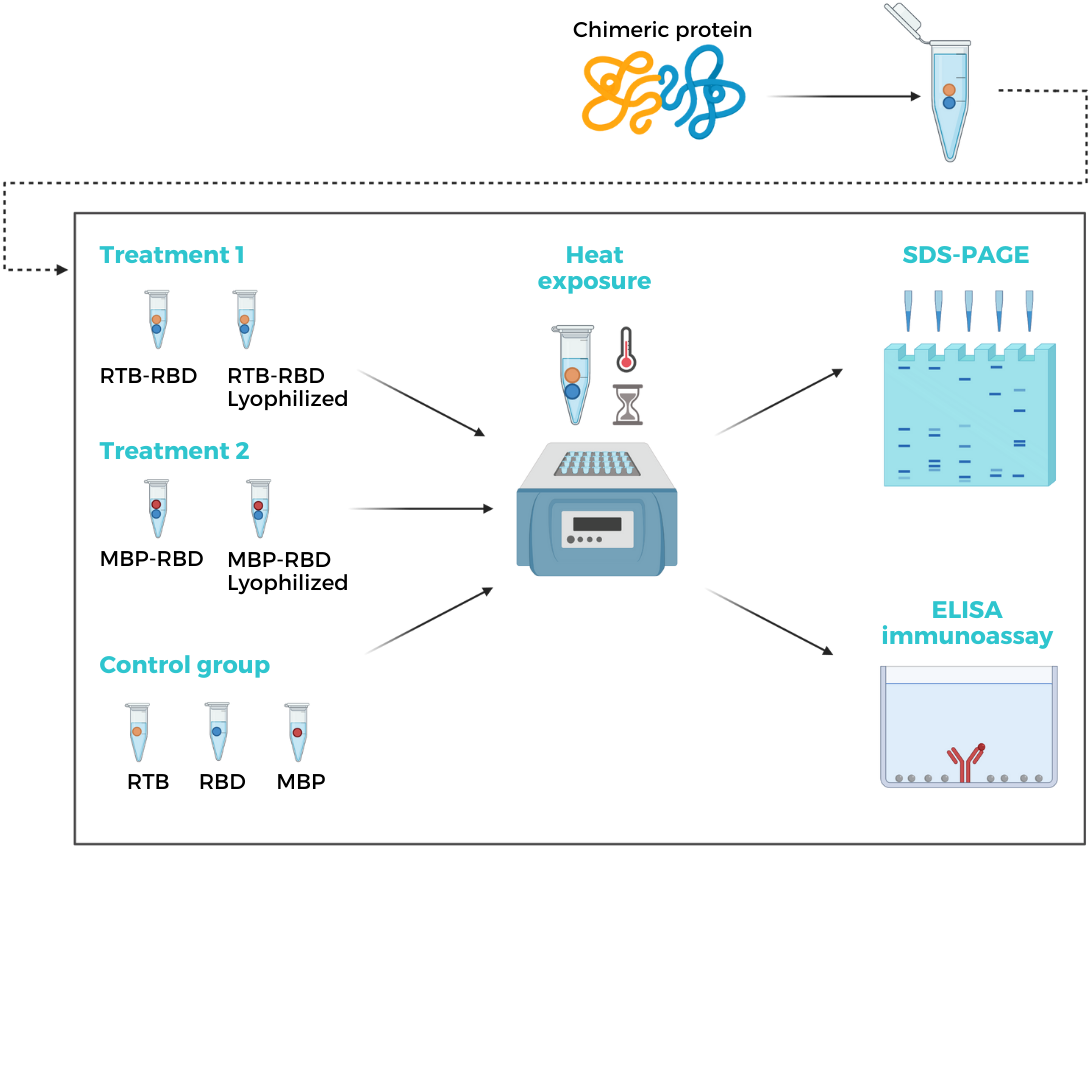 Chimeric protein
Treatment 1
RTB-RBD
RTB-RBD
Lyophilized
Treatment 2
MBP-RBD
MBP-RBD
Lyophilized
Control group
RTB
RBD
MBP
Heat
exposure
SDS-PAGE
ELISA
immunoassay